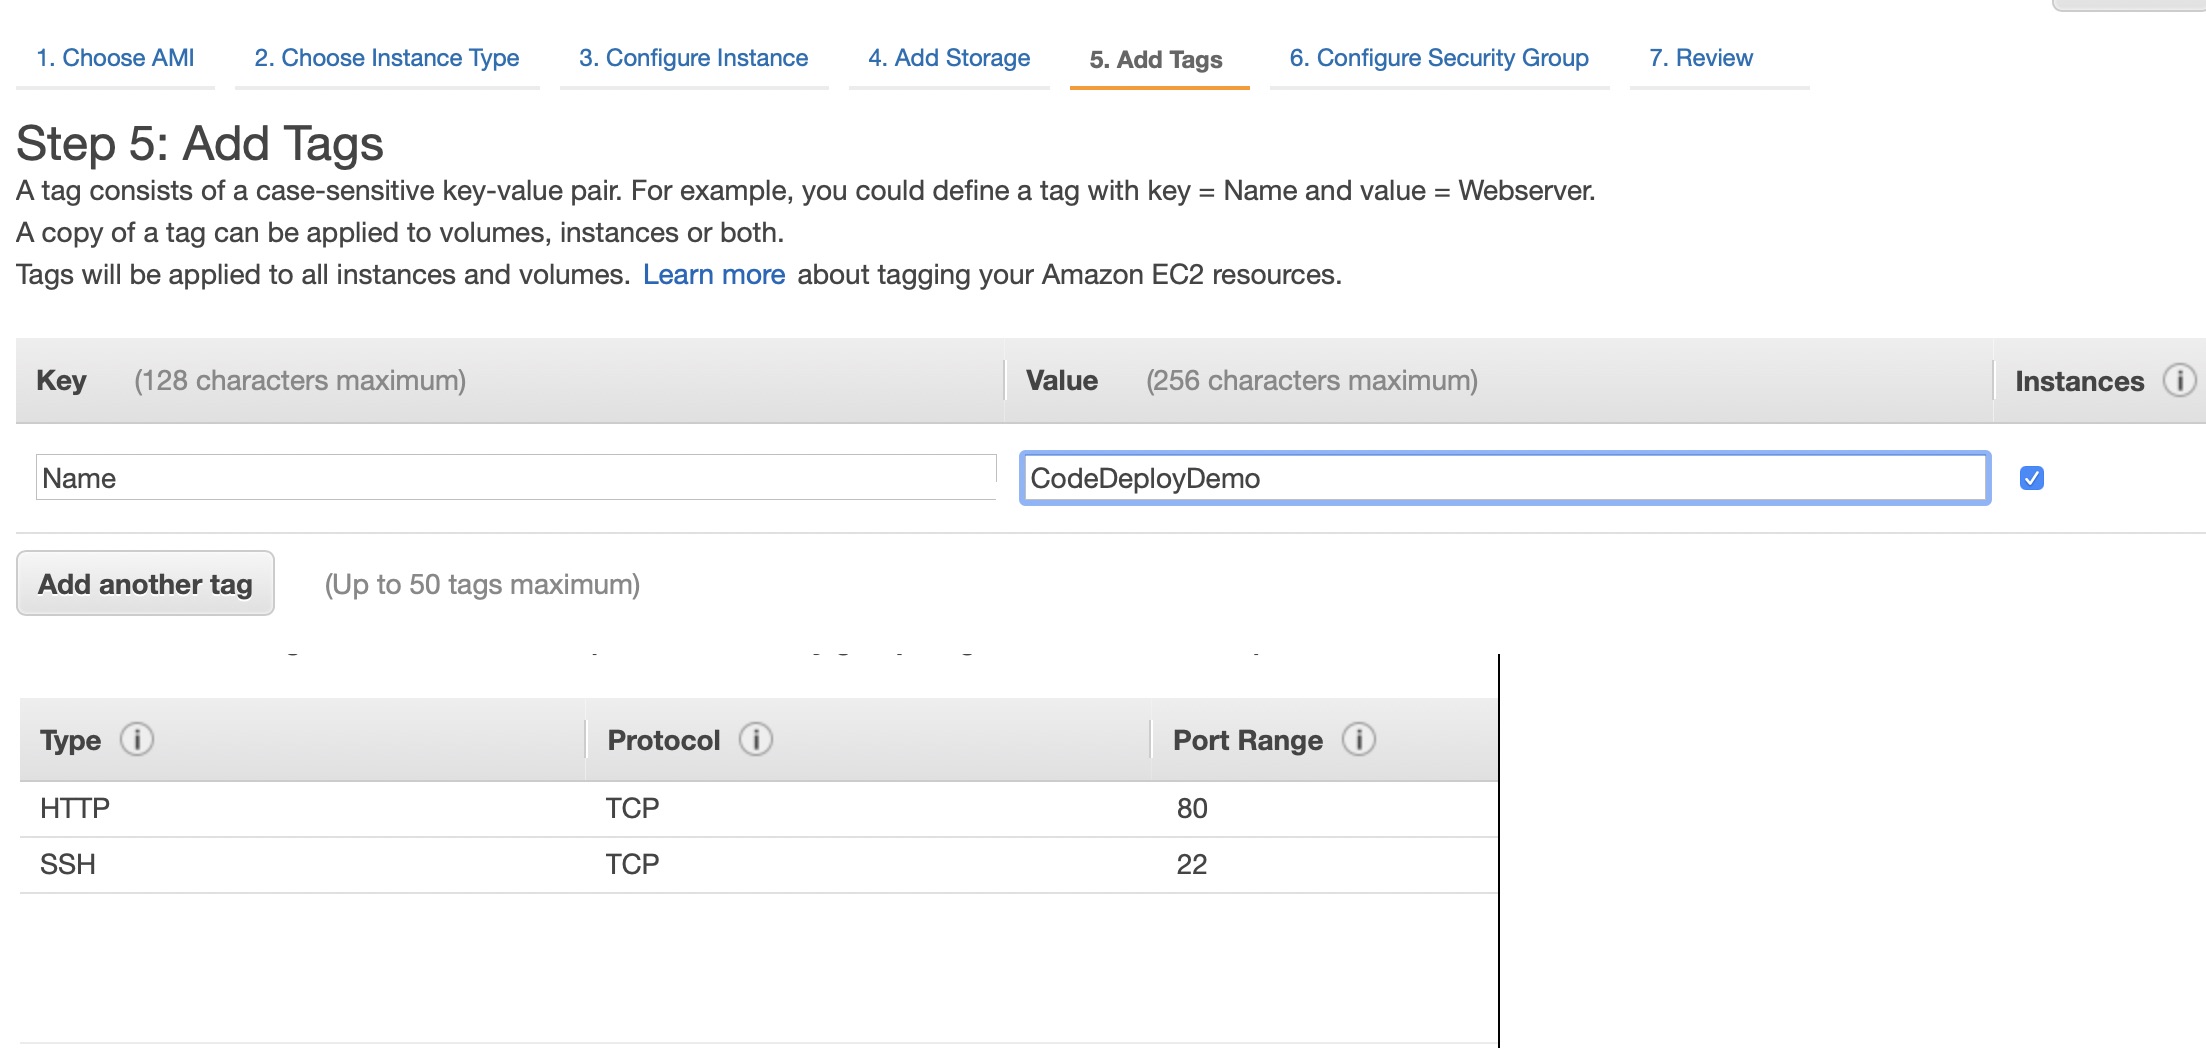 1. Choose AMI 2. Choose Instance Type 3. Configure Instance 4. Add Storage 5. Add Tags 6. Configure Security Group 7. Review
Step 5: Add Tags
A tag consists of a case-sensitive key-value pair. For example, you could define a tag with key = Name and value = Webserver.
A copy of a tag can be applied to volumes, instances or both.
Tags will be applied to all instances and volumes. Learn more about tagging your Amazon EC2 resources.
Key (128 characters maximum) Value (256 characters maximum) Instances i
Name CodeDeployDemo
Add another tag (Up to 50 tags maximum)
Type i Protocol i Port Range i
HTTP TCP 80
SSH TCP 22